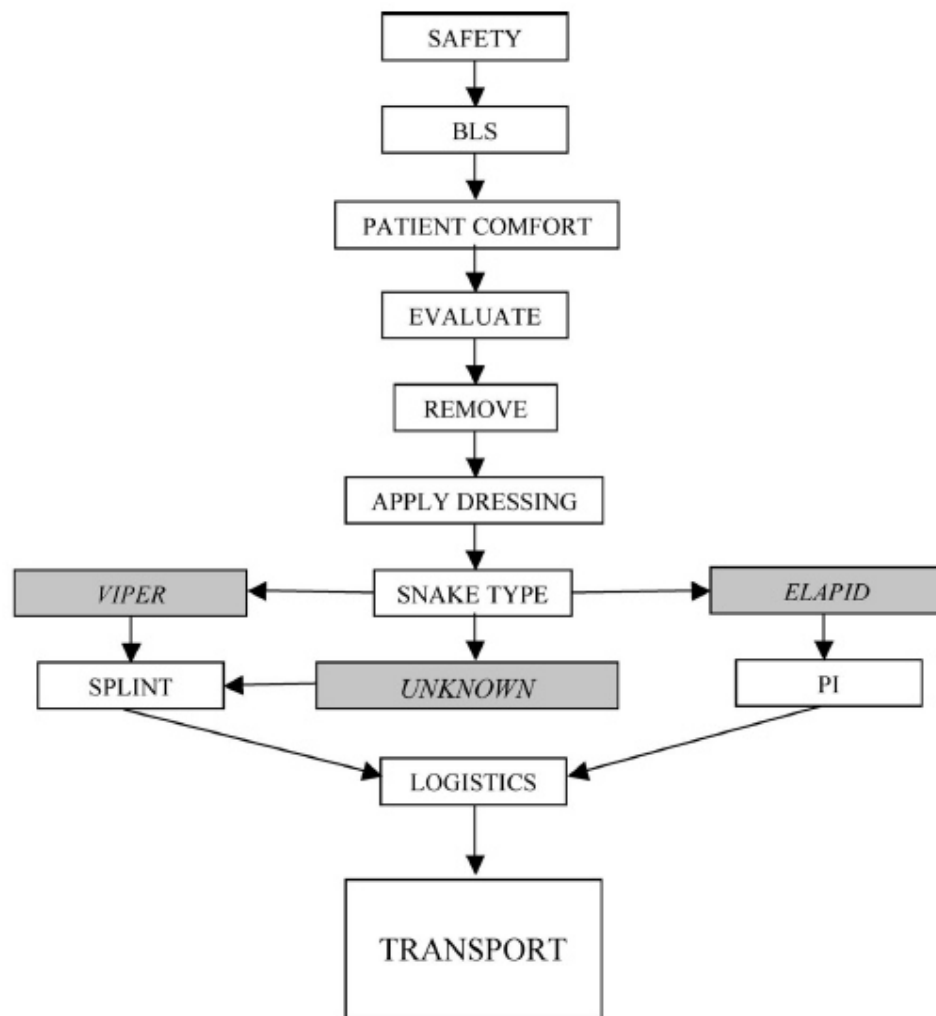 SAFETY
BLS
PATIENT COMFORT
EVALUATE
REMOVE
APPLY DRESSING
VIPER
SNAKE TYPE
ELAPID
SPLINT
UNKNOWN
PI
LOGISTICS
TRANSPORT